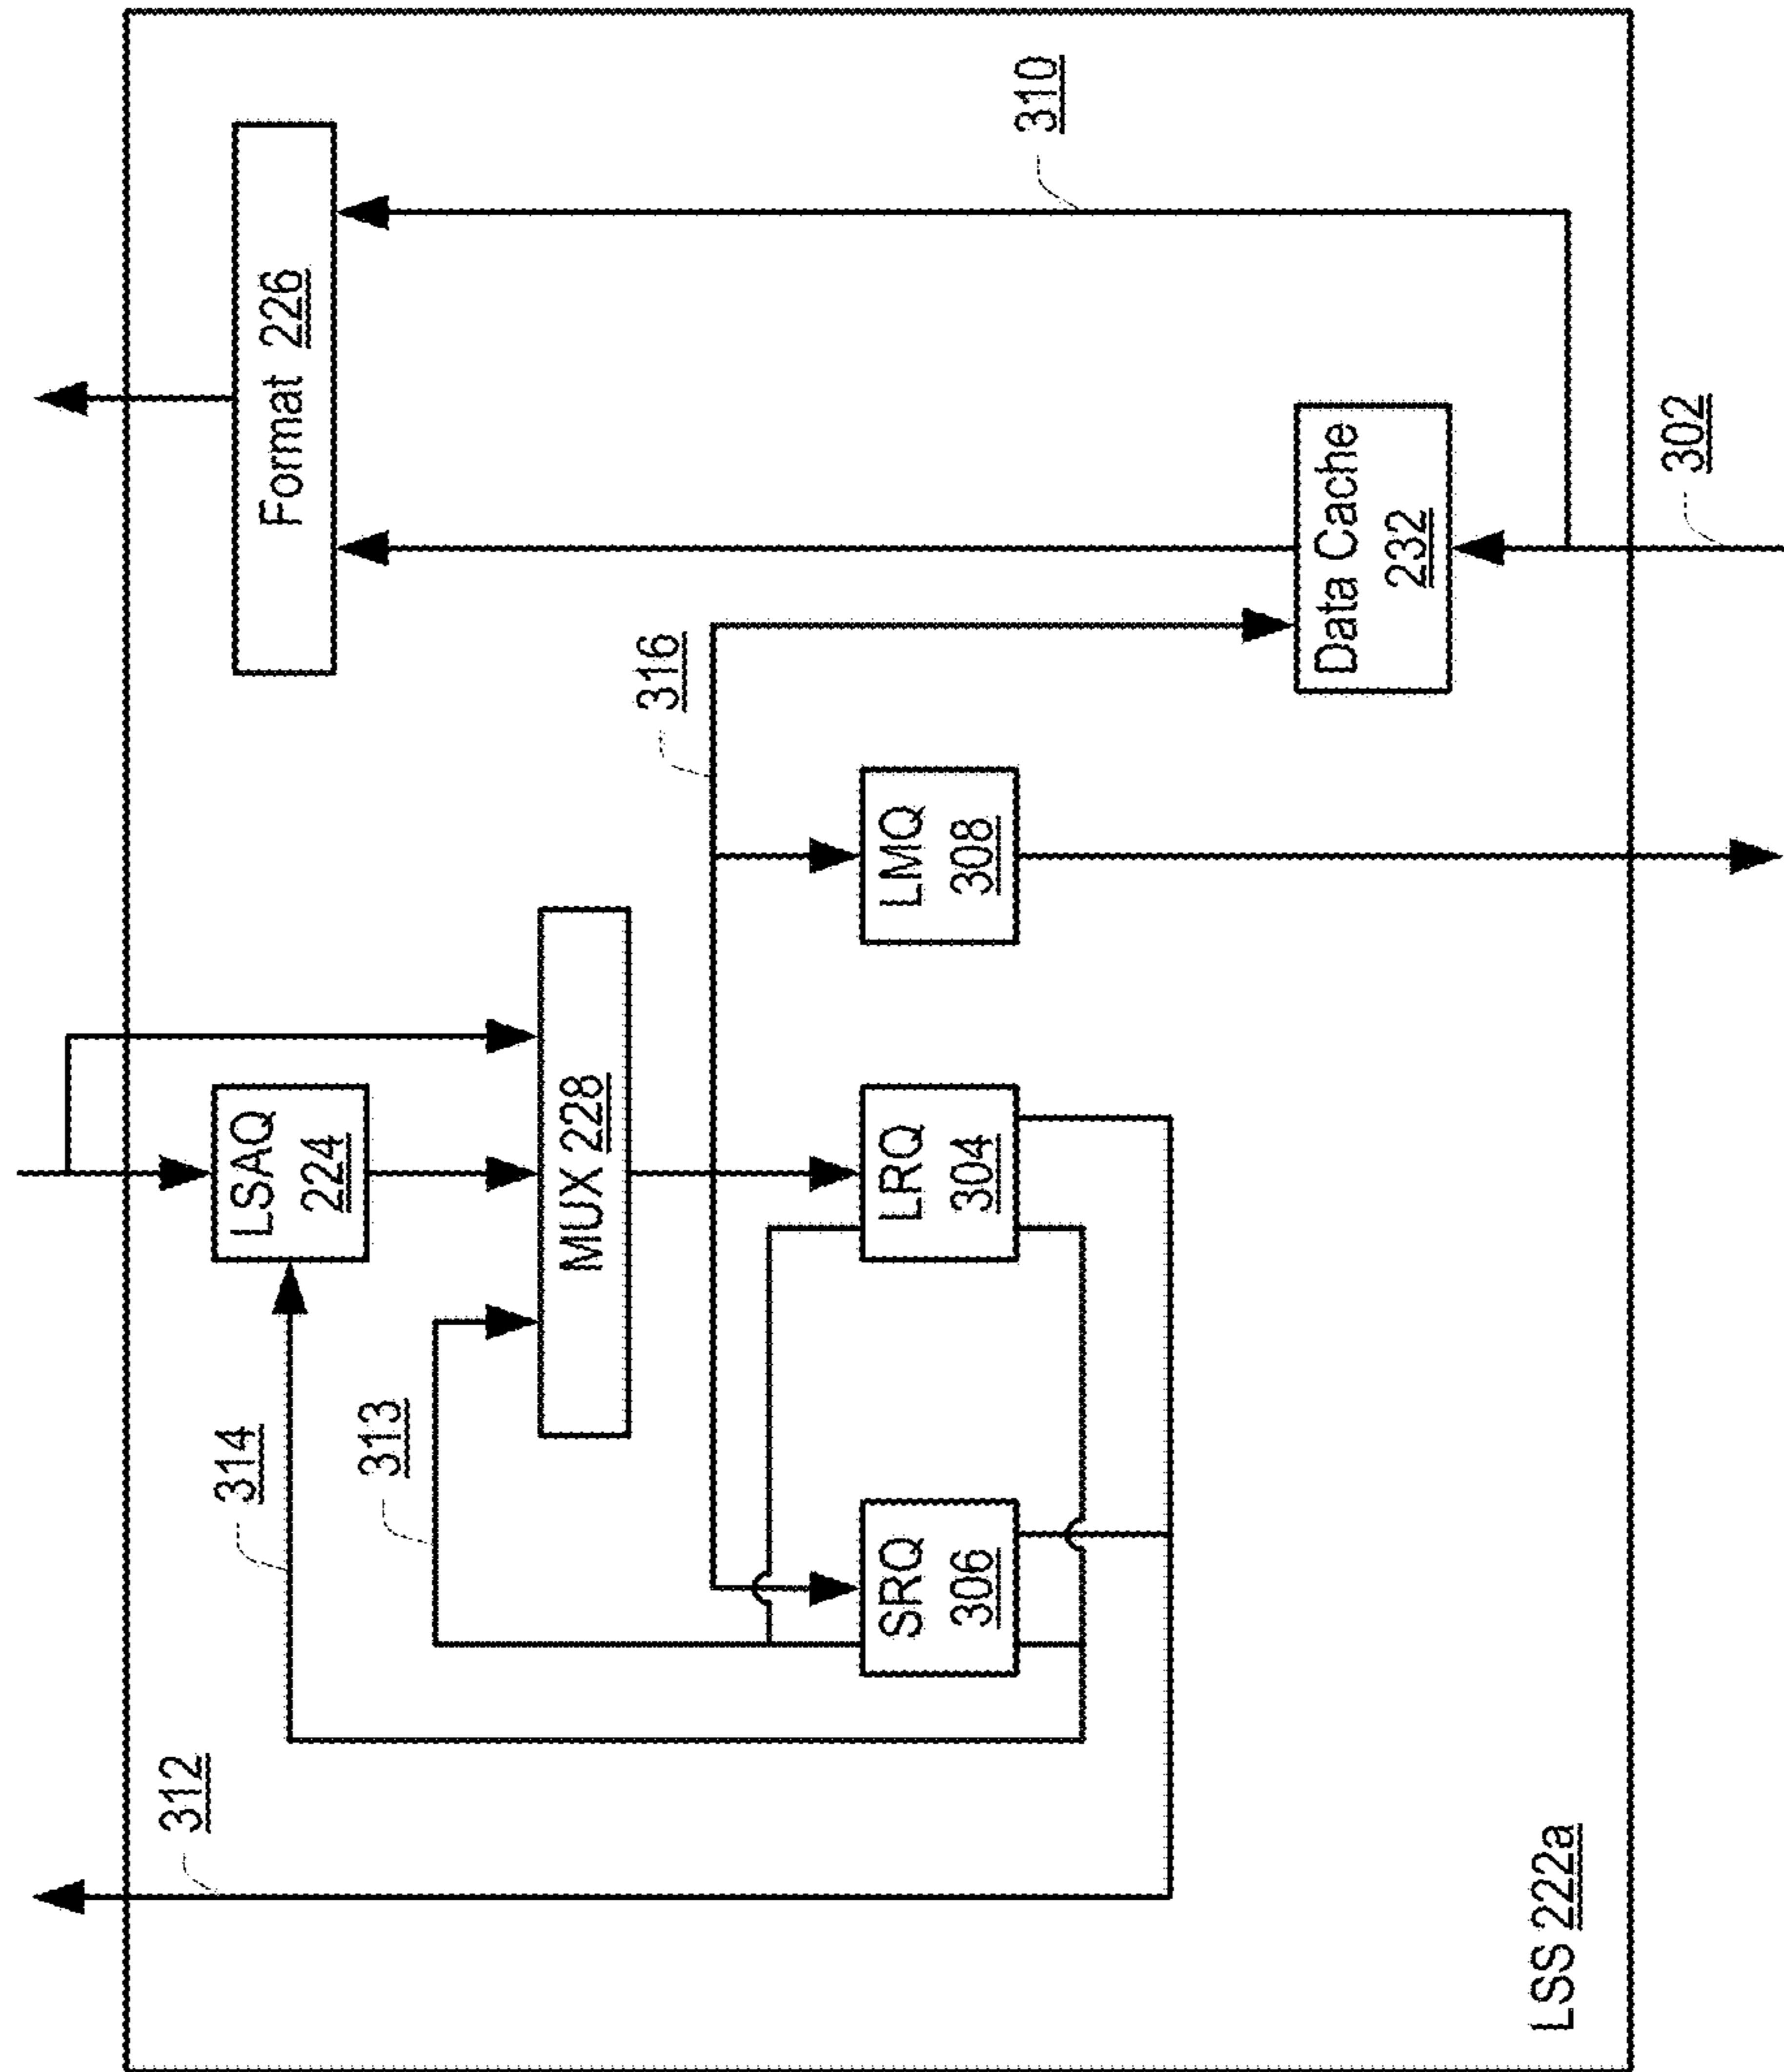 312
314
313
LSAQ
224
MUX 228
Format 226
310
316
SRQ
306
LRQ
304
LMQ
308
Data Cache
232
LSS 222a
302